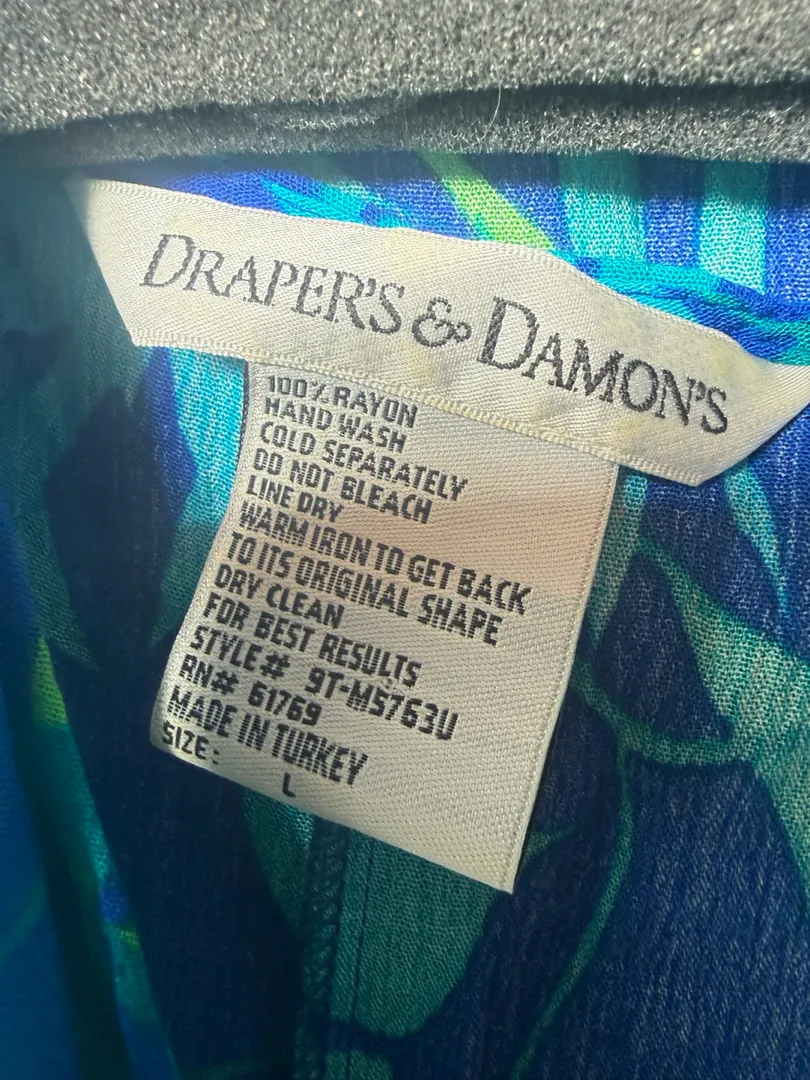 DRAPER'S & DAMON'S
100% RAYON
HAND WASH
COLD SEPARATELY
DO NOT BLEACH
LINE DRY
WARM IRON TO GET BACK
TO ITS ORIGINAL SHAPE
DRY CLEAN
FOR BEST RESULTS
STYLE# 9T-M5763U
RN# 61769
MADE IN TURKEY
SIZE:
L